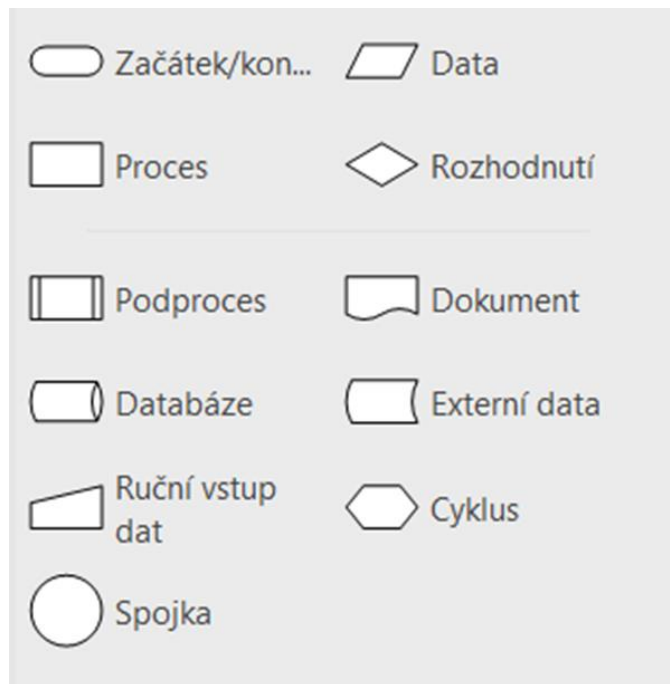 Začátek/kon...
Data
Proces
Rozhodnutí
Podproces
Dokument
Databáze
Externí data
Ruční vstup
dat
Cyklus
Spojka